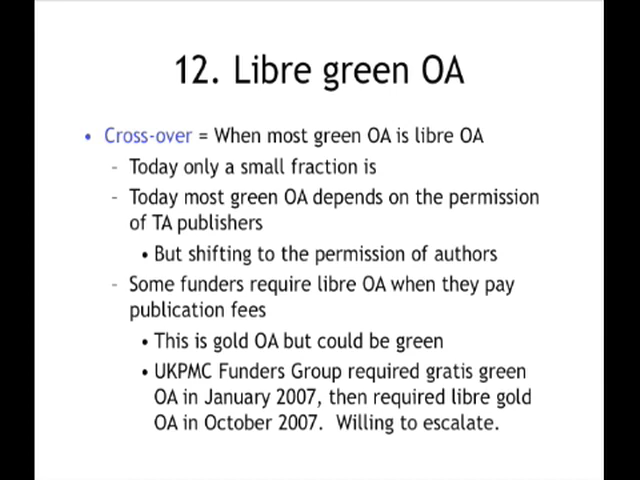 12. Libre green OA
• Cross-over = When most green OA is libre OA
- Today only a small fraction is
- Today most green OA depends on the permission
of TA publishers
• But shifting to the permission of authors
- Some funders require libre OA when they pay
publication fees
• This is gold OA but could be green
• UKPMC Funders Group required gratis green
OA in January 2007, then required libre gold
OA in October 2007.  Willing to escalate.